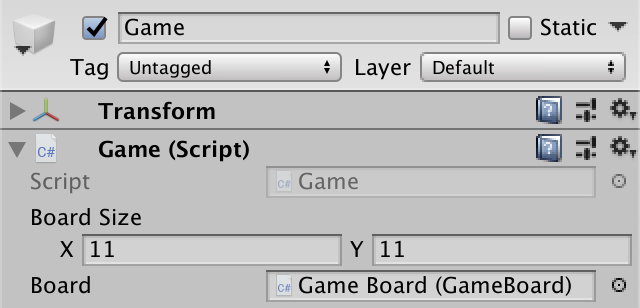 Game Static
Tag Untagged Layer Default
Transform
C# Game (Script)
Script C# Game
Board Size
X 11 Y 11
Board C# Game Board (GameBoard)